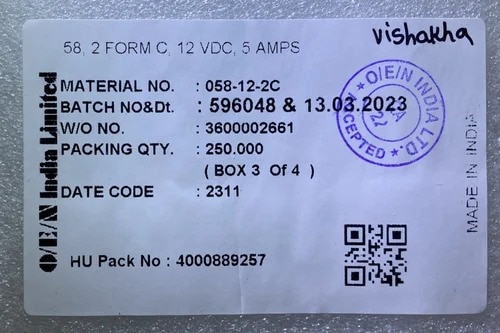 vishakha
58, 2 FORM C, 12 VDC, 5 AMPS
O/E/N India Limited
MATERIAL NO. : 058-12-2C
BATCH NO&Dt. : 596048 & 13.03.2023
W/O NO. : 3600002661
PACKING QTY. : 250.000
( BOX 3 Of 4 )
DATE CODE : 2311
HU Pack No : 4000889257
O/E/N INDIA LTD.
ACCEPTED
MADE IN INDIA